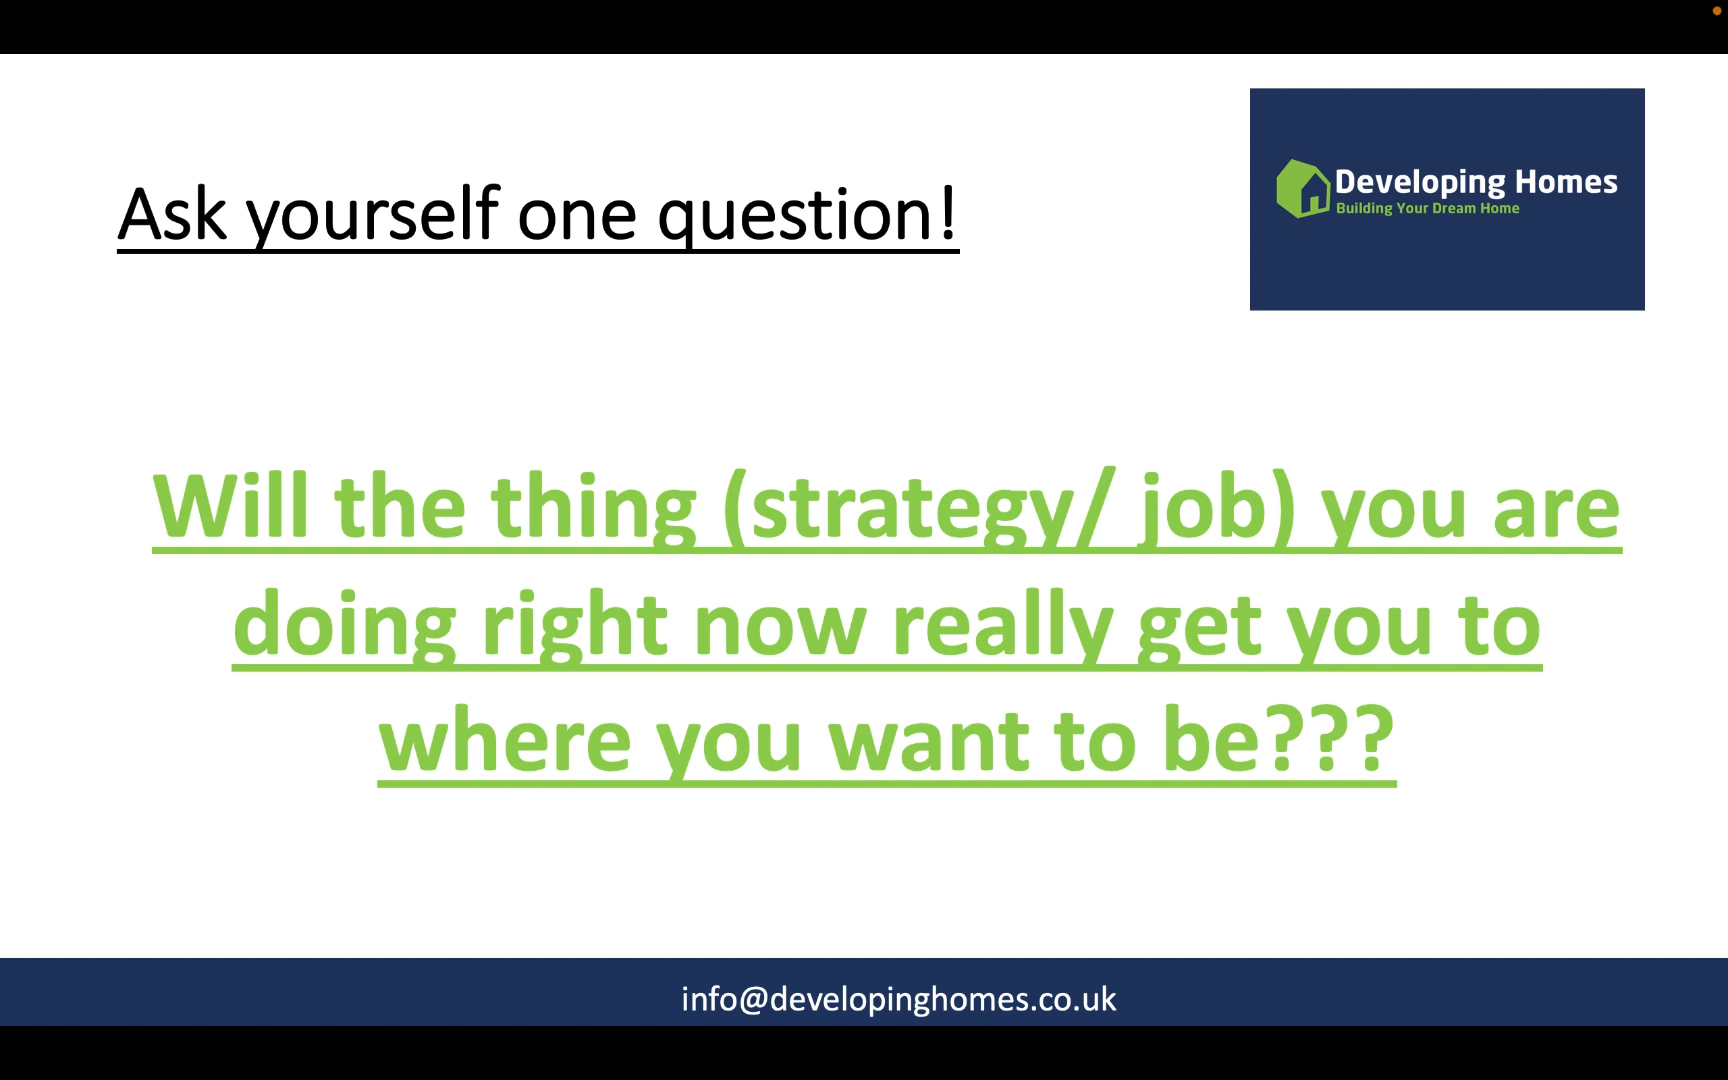 Ask yourself one question!
Developing Homes
Building Your Dream Home
Will the thing (strategy/ job) you are
doing right now really get you to
where you want to be???
info@developinghomes.co.uk